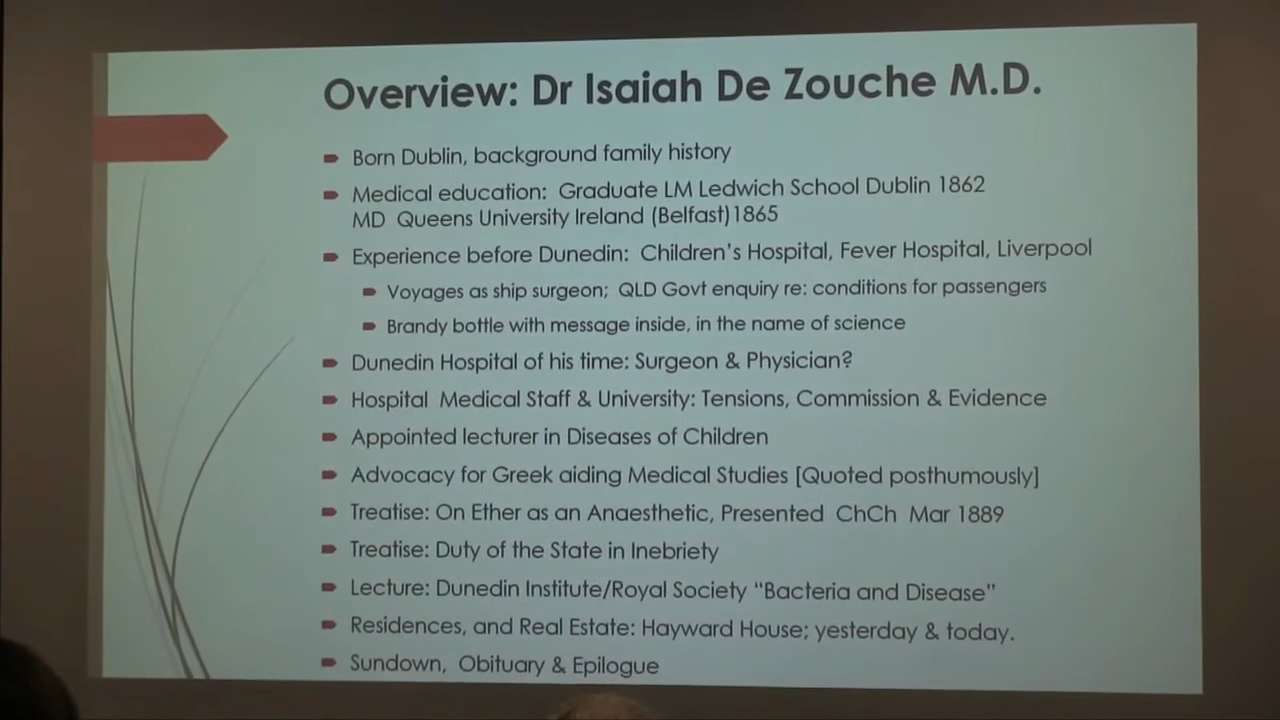 Overview: Dr Isaiah De Zouche M.D.
Born Dublin, background family history
Medical education: Graduate LM Ledwich School Dublin 1862
MD Queens University Ireland (Belfast)1865
Experience before Dunedin: Children's Hospital, Fever Hospital, Liverpool
Voyages as ship surgeon; QLD Govt enquiry re: conditions for passengers
Brandy bottle with message inside, in the name of science
Dunedin Hospital of his time: Surgeon & Physician?
Hospital Medical Staff & University: Tensions, Commission & Evidence
Appointed lecturer in Diseases of Children
Advocacy for Greek aiding Medical Studies [Quoted posthumously]
Treatise: On Ether as an Anaesthetic, Presented ChCh Mar 1889
Treatise: Duty of the State in Inebriety
Lecture: Dunedin Institute/Royal Society “Bacteria and Disease”
Residences, and Real Estate: Hayward House; yesterday & today.
Sundown, Obituary & Epilogue